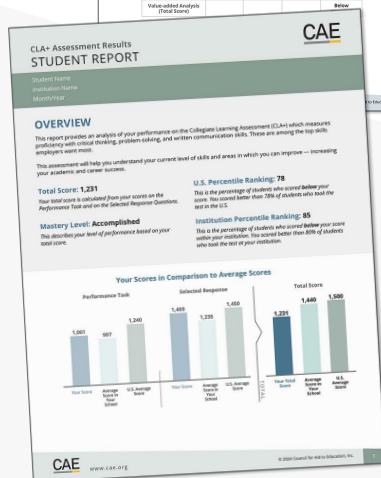 Value-added Analysis
(Total Score)
Below
CAE
CLA+ Assessment Results
STUDENT REPORT
Student Name
Institution Name
Month/Year
OVERVIEW
This report provides an analysis of your performance on the Collegiate Learning Assessment (CLA+) which measures
proficiency with critical thinking, problem-solving, and written communication skills. These are among the top skills
employers want most.
This assessment will help you understand your current level of skills and areas in which you can improve — increasing
your academic and career success.
Total Score: 1,231
Your total score is calculated from your scores on the
Performance Task and on the Selected Response Questions.
Mastery Level: Accomplished
This describes your level of performance based on your
total score.
U.S. Percentile Ranking: 78
This is the percentage of students who scored below your
score. You scored better than 78% of students who took the
test in the U.S.
Institution Percentile Ranking: 85
This is the percentage of students who scored below your score
within your institution. You scored better than 80% of students
who took the test at your institution.
Your Scores in Comparison to Average Scores
Performance Task
Selected Response
Total Score
1,061
997
1,240
1,400
1,235
1,450
1,231
1,440
1,500
Your Score
Average
Score in
Your
School
U.S. Average
Score
Your Score
Average
Score in
Your
School
U.S. Average
Score
TOTAL
Your Total
Score
Average
Score in
Your
School
U.S.
Average
Score
CAE
www.cae.org
© 2024 Council for Aid to Education, Inc.